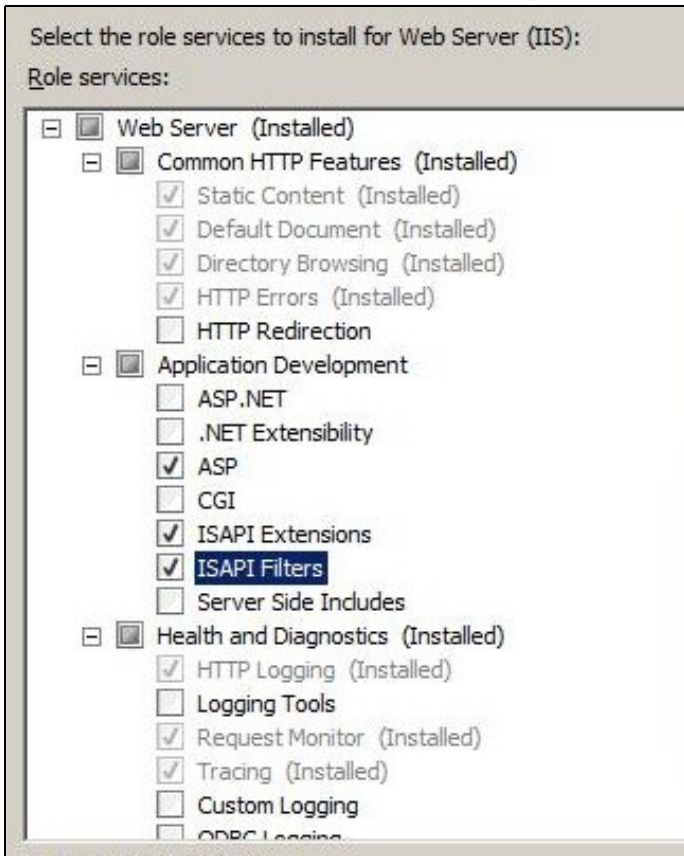 Select the role services to install for Web Server (IIS):
Role services:
Web Server (Installed)
Common HTTP Features (Installed)
Static Content (Installed)
Default Document (Installed)
Directory Browsing (Installed)
HTTP Errors (Installed)
HTTP Redirection
Application Development
ASP.NET
.NET Extensibility
ASP
CGI
ISAPI Extensions
ISAPI Filters
Server Side Includes
Health and Diagnostics (Installed)
HTTP Logging (Installed)
Logging Tools
Request Monitor (Installed)
Tracing (Installed)
Custom Logging
ODBC Logging